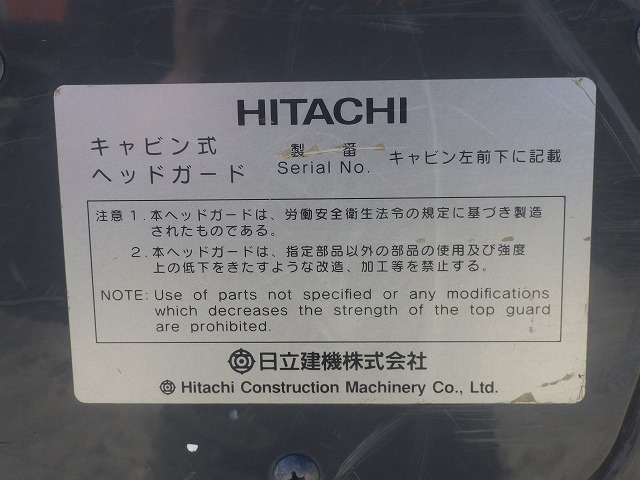 HITACHI
キャビン式
ヘッドガード
製番
Serial No.
キャビン左前下に記載
注意 1. 本ヘッドガードは、労働安全衛生法令の規定に基づき製造
されたものである。
2. 本ヘッドガードは、指定部品以外の部品の使用及び強度
上の低下をきたすような改造、加工等を禁止する。
NOTE: Use of parts not specified or any modifications
which decreases the strength of the top guard
are prohibited.
日立建機株式会社
Hitachi Construction Machinery Co., Ltd.